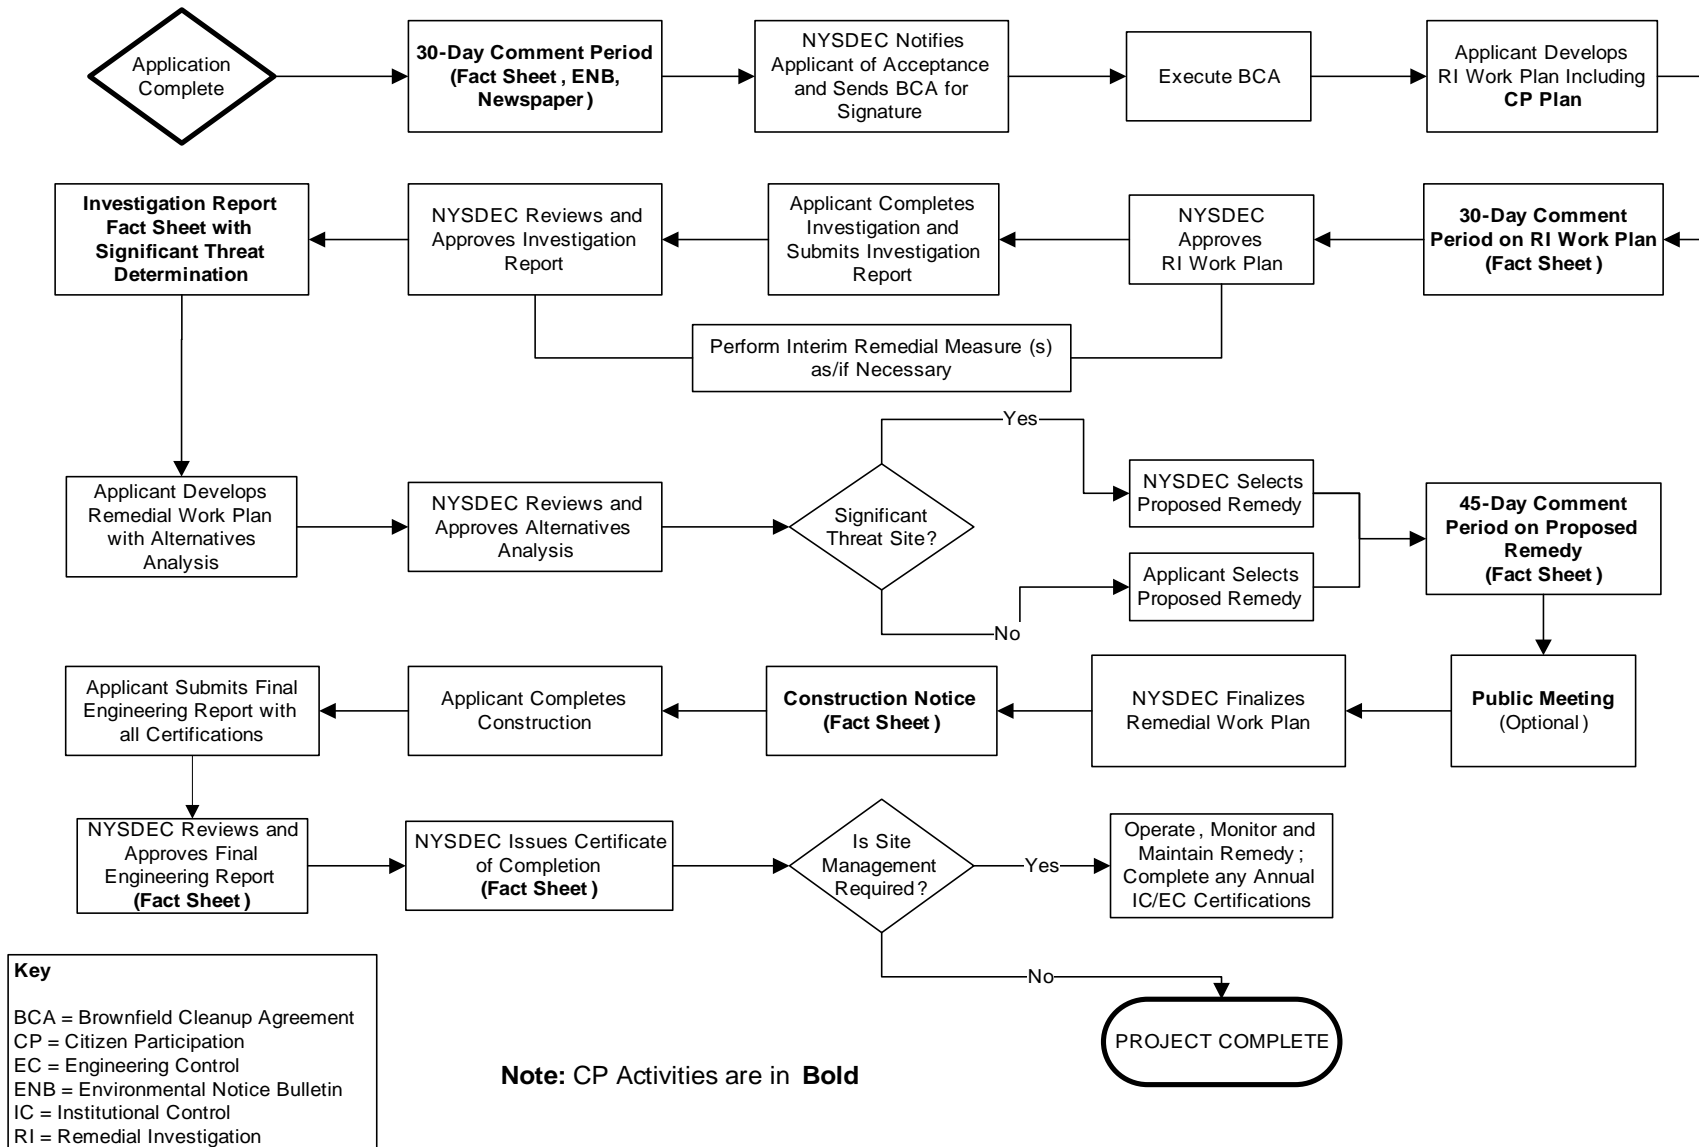 Application
Complete
30-Day Comment Period
(Fact Sheet, ENB,
Newspaper)
NYSDEC Notifies
Applicant of Acceptance
and Sends BCA for
Signature
Execute BCA
Applicant Develops
RI Work Plan Including
CP Plan
Investigation Report
Fact Sheet with
Significant Threat
Determination
NYSDEC Reviews and
Approves Investigation
Report
Applicant Completes
Investigation and
Submits Investigation
Report
NYSDEC
Approves
RI Work Plan
30-Day Comment
Period on RI Work Plan
(Fact Sheet)
Perform Interim Remedial Measure (s)
as/if Necessary
Yes
Applicant Develops
Remedial Work Plan
with Alternatives
Analysis
NYSDEC Reviews and
Approves Alternatives
Analysis
Significant
Threat Site?
NYSDEC Selects
Proposed Remedy
Applicant Selects
Proposed Remedy
45-Day Comment
Period on Proposed
Remedy
(Fact Sheet)
No
Applicant Submits Final
Engineering Report with
all Certifications
Applicant Completes
Construction
Construction Notice
(Fact Sheet)
NYSDEC Finalizes
Remedial Work Plan
Public Meeting
(Optional)
NYSDEC Reviews and
Approves Final
Engineering Report
(Fact Sheet)
NYSDEC Issues Certificate
of Completion
(Fact Sheet)
Is Site
Management
Required?
Yes
Operate, Monitor and
Maintain Remedy;
Complete any Annual
IC/EC Certifications
No
PROJECT COMPLETE
Key
BCA = Brownfield Cleanup Agreement
CP = Citizen Participation
EC = Engineering Control
ENB = Environmental Notice Bulletin
IC = Institutional Control
RI = Remedial Investigation
Note: CP Activities are in Bold